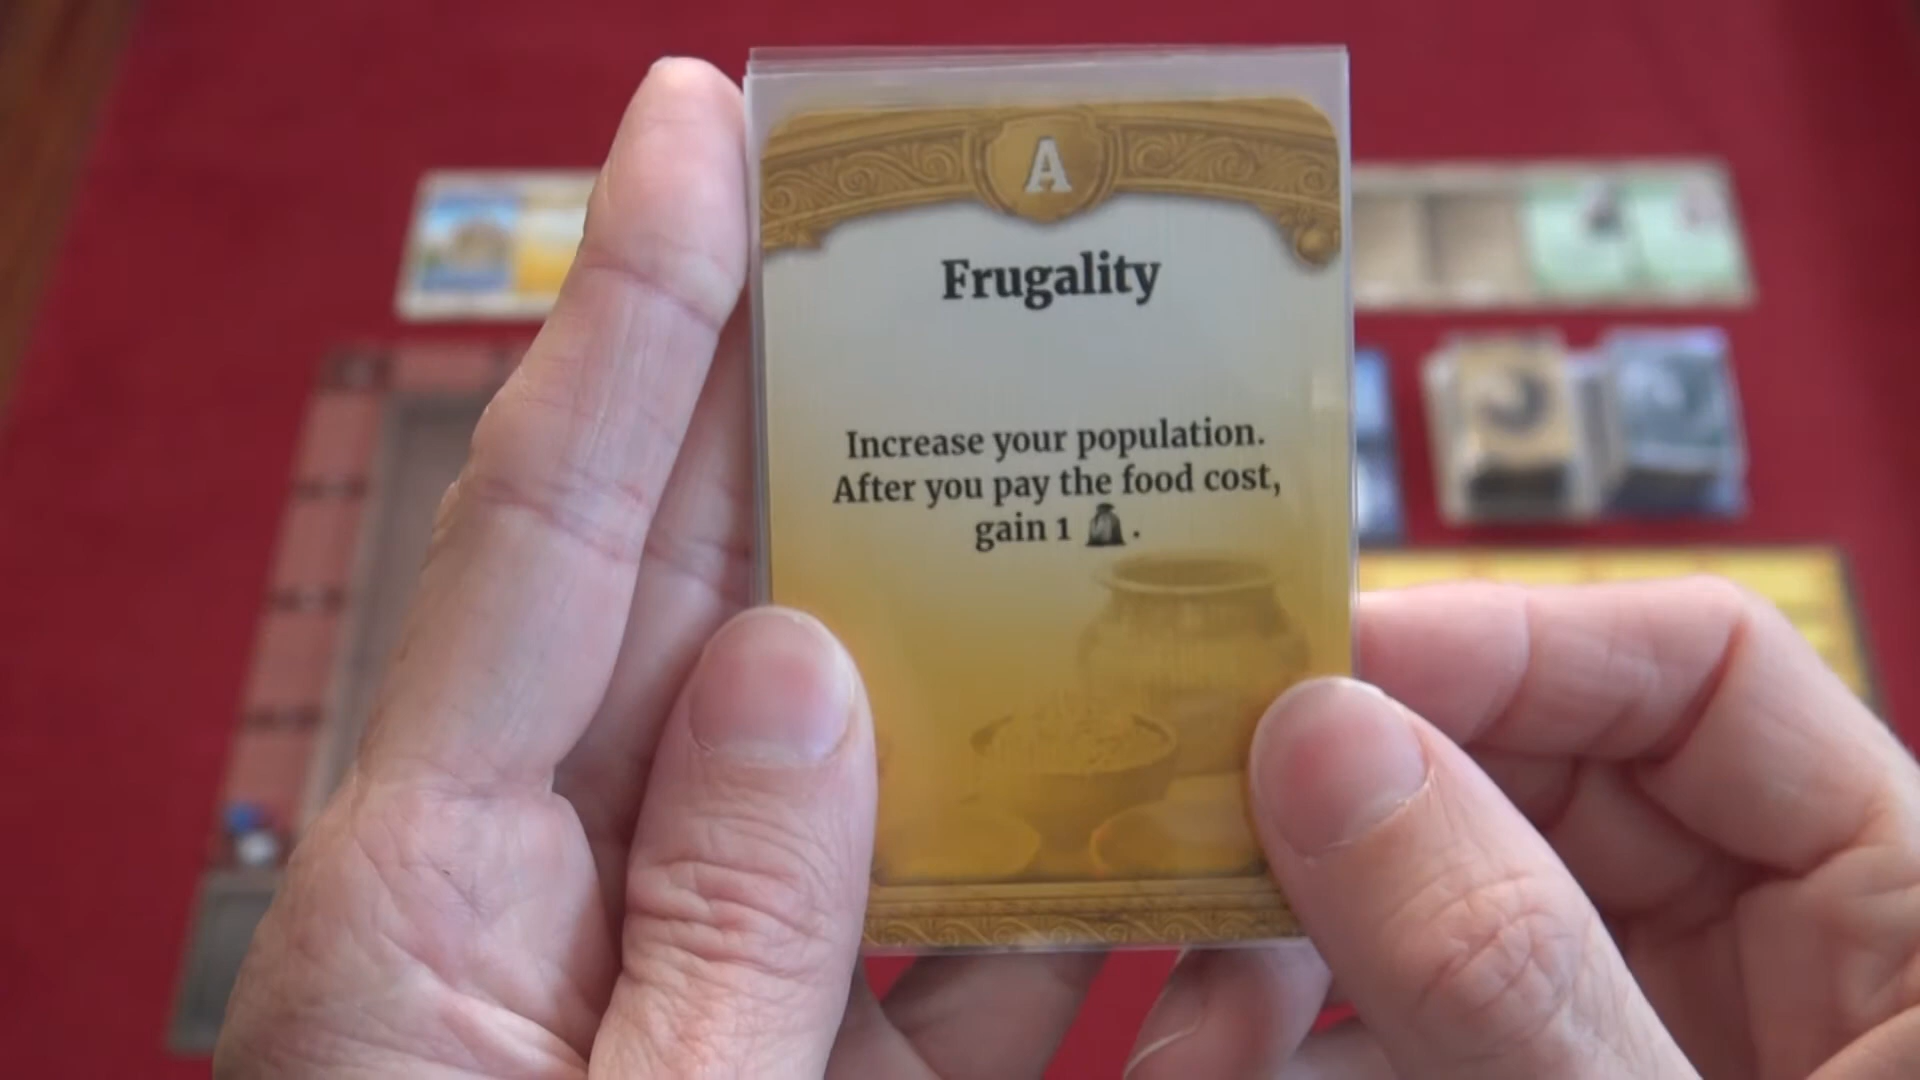 A
Frugality
Increase your population.
After you pay the food cost,
gain 1 .